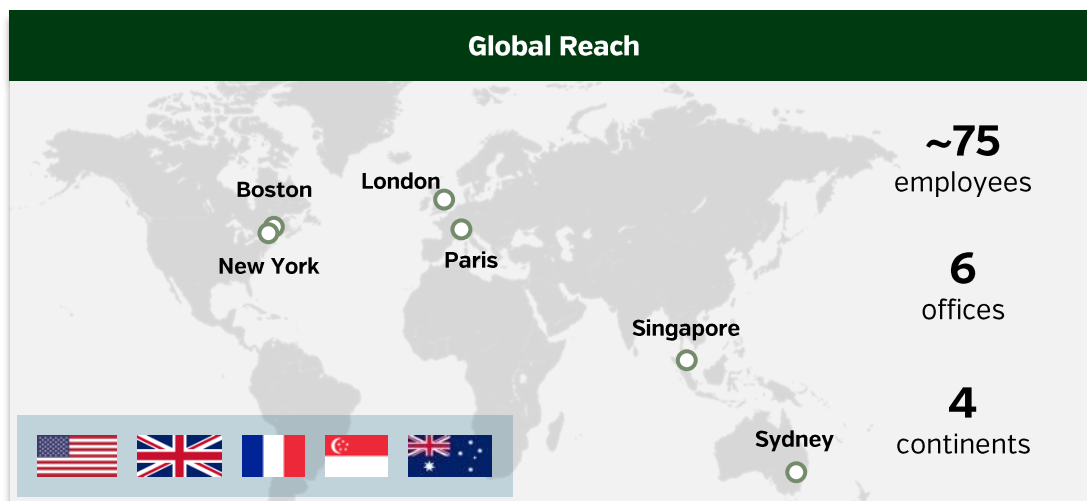 Global Reach
Boston
New York
London
Paris
Singapore
Sydney
~75
employees
6
offices
4
continents